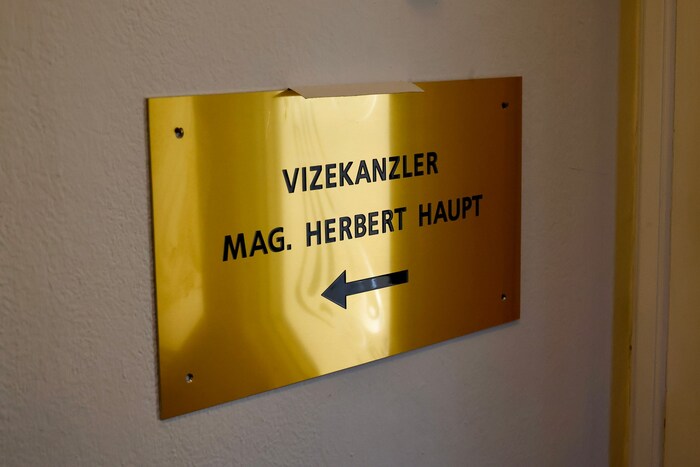 VIZEKANZLER
MAG. HERBERT HAUPT